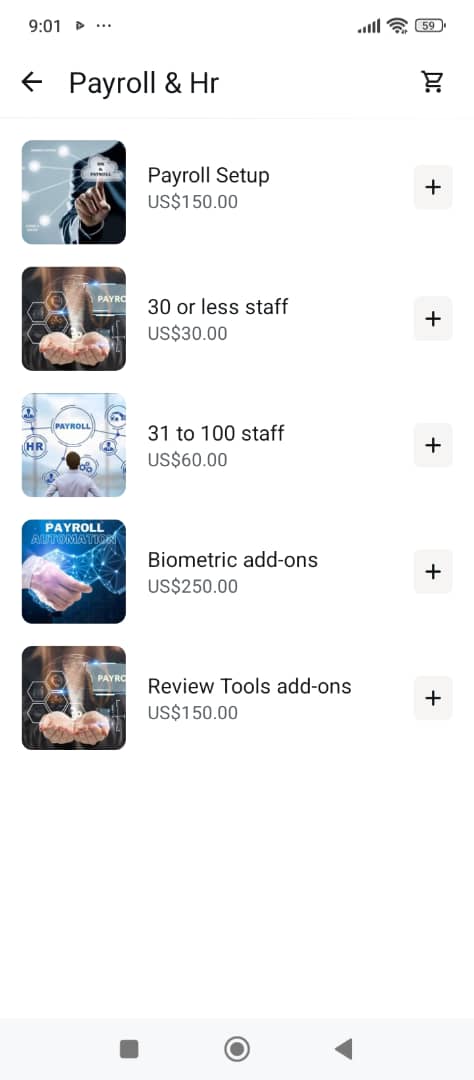 9:01
59
Payroll & Hr
HR
&
PAYROLL
Payroll Setup
US$150.00
PAYRO
30 or less staff
US$30.00
PAYROLL
HR
31 to 100 staff
US$60.00
PAYROLL
AUTOMATION
Biometric add-ons
US$250.00
PAYRO
Review Tools add-ons
US$150.00